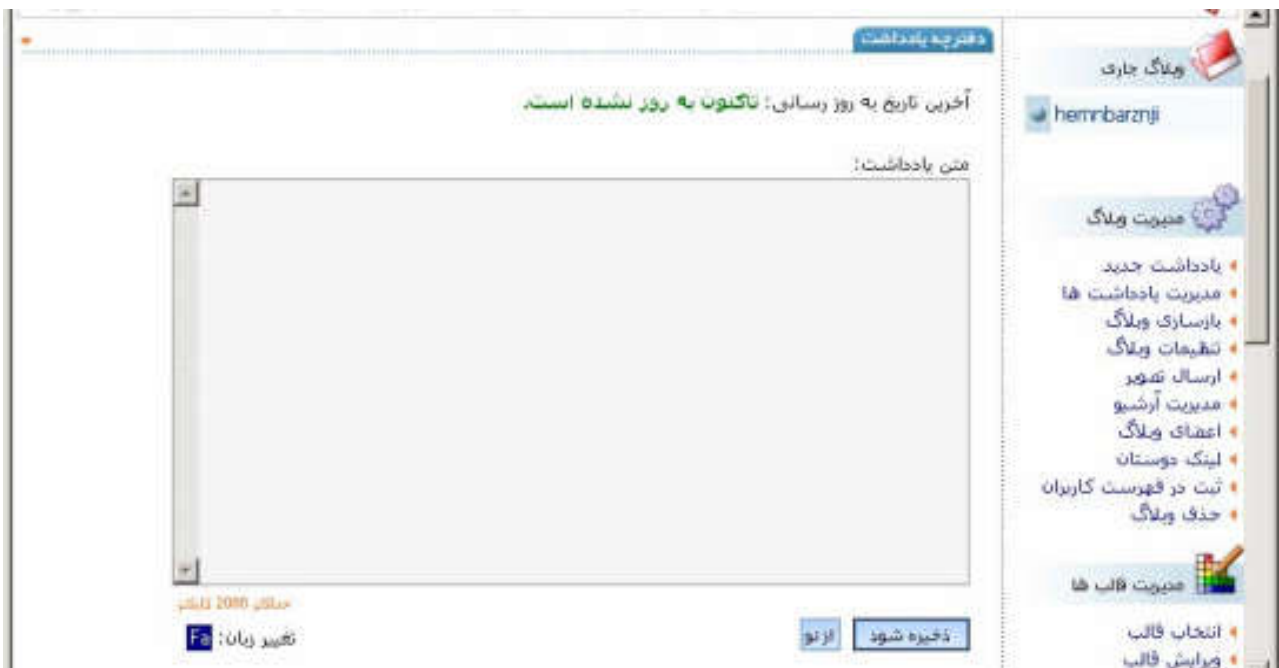 وبلاگ جاری
hemnbarznji
مدیریت وبلاگ
یادداشت جدید
مدیریت یادداشت ها
بازسازی وبلاگ
تنظیمات وبلاگ
ارسال تصویر
مدیریت آرشیو
اعضای وبلاگ
لینک دوستان
ثبت در فهرست کاربران
حذف وبلاگ
مدیریت قالب ها
انتخاب قالب
ویرایش قالب
دفترچه یادداشت
آخرین تاریخ به روز رسانی: تاکنون به روز نشده است.
متن یادداشت:
حداکثر 2000 کاراکتر
ذخیره شود از نو
تغییر زبان: Fa